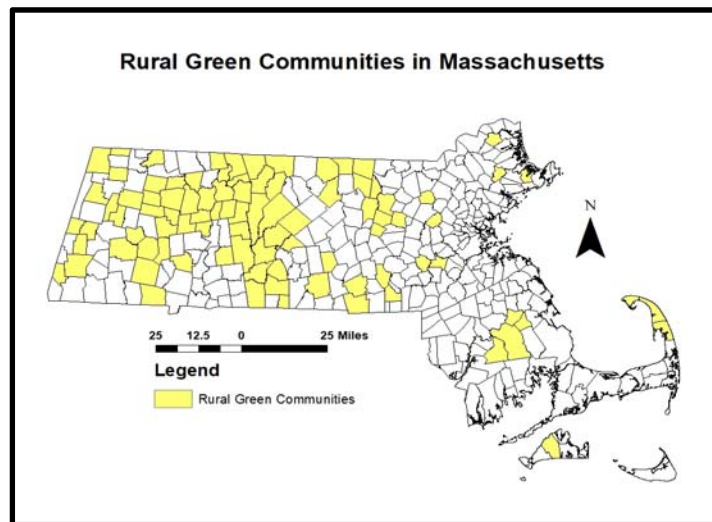 Rural Green Communities in Massachusetts
N
25 12.5 0 25 Miles
Legend
Rural Green Communities